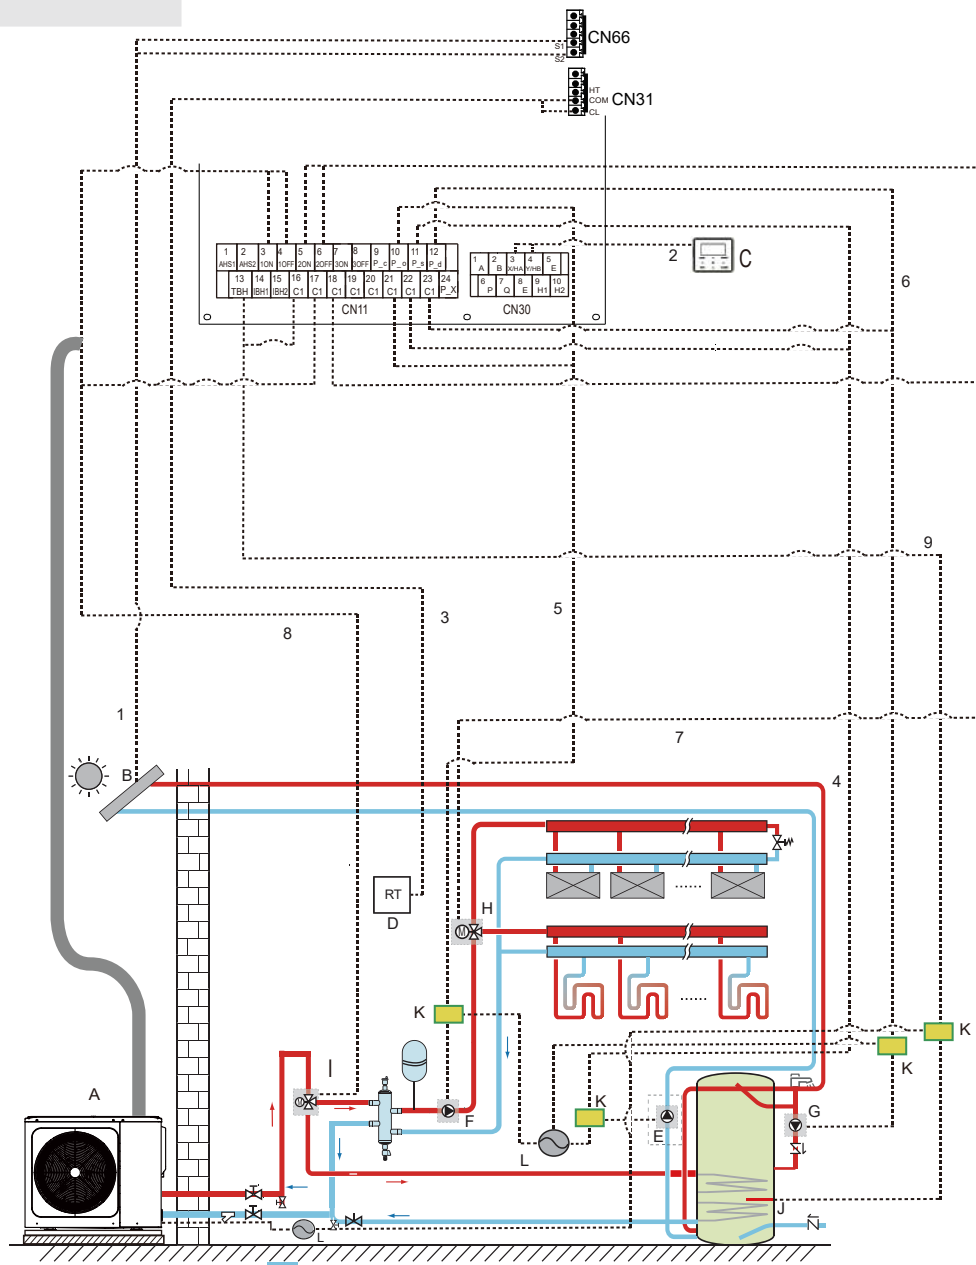 S1
CN66
S2
HT
COM
CN31
CL
1 2 3 4 5 6 7 8 9 10 11 12
AHS1 AHS2 1ON 1OFF 2ON 2OFF 3ON 3OFF P_c P_o P_s P_d
13 14 15 16 17 18 19 20 21 22 23 24
TBH IBH1 IBH2 C1 C1 C1 C1 C1 C1 C1 C1 P_X
CN11
1 2 3 4 5
A B X/HA Y/HB E
6 7 8 9 10
P Q E H1 H2
CN30
2
C
6
9
5
3
8
1
7
B
4
RT
D
H
M
K
K
K
I
A
M
F
K
G
E
L
J
L